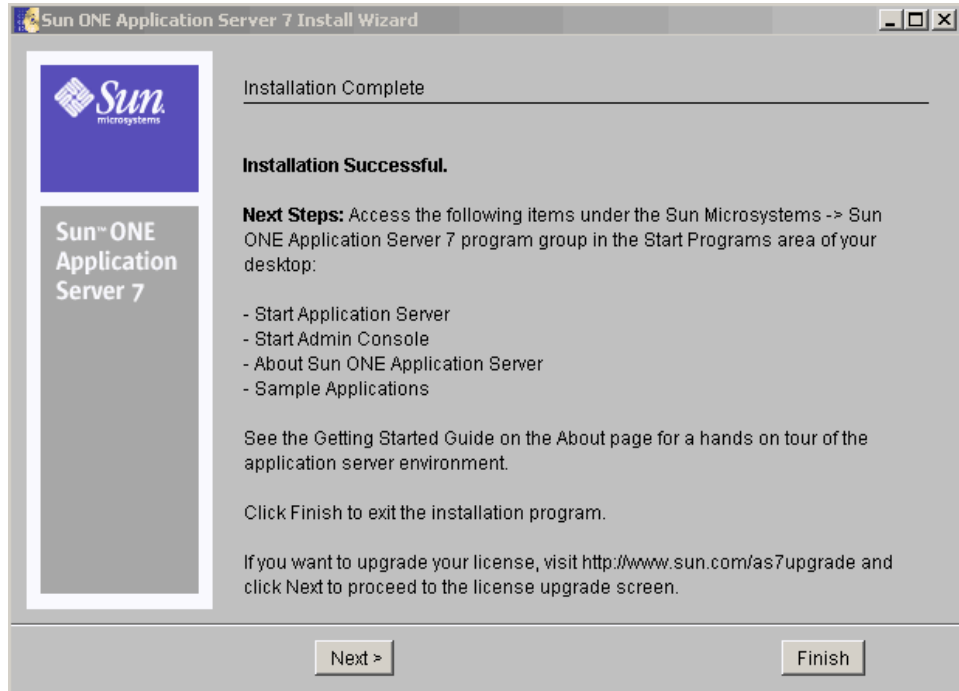 Sun ONE Application Server 7 Install Wizard
Sun
microsystems
Sun™ ONE
Application
Server 7
Installation Complete
Installation Successful.
Next Steps: Access the following items under the Sun Microsystems -> Sun
ONE Application Server 7 program group in the Start Programs area of your
desktop:
- Start Application Server
- Start Admin Console
- About Sun ONE Application Server
- Sample Applications
See the Getting Started Guide on the About page for a hands on tour of the
application server environment.
Click Finish to exit the installation program.
If you want to upgrade your license, visit http://www.sun.com/as7upgrade and
click Next to proceed to the license upgrade screen.
Next >
Finish